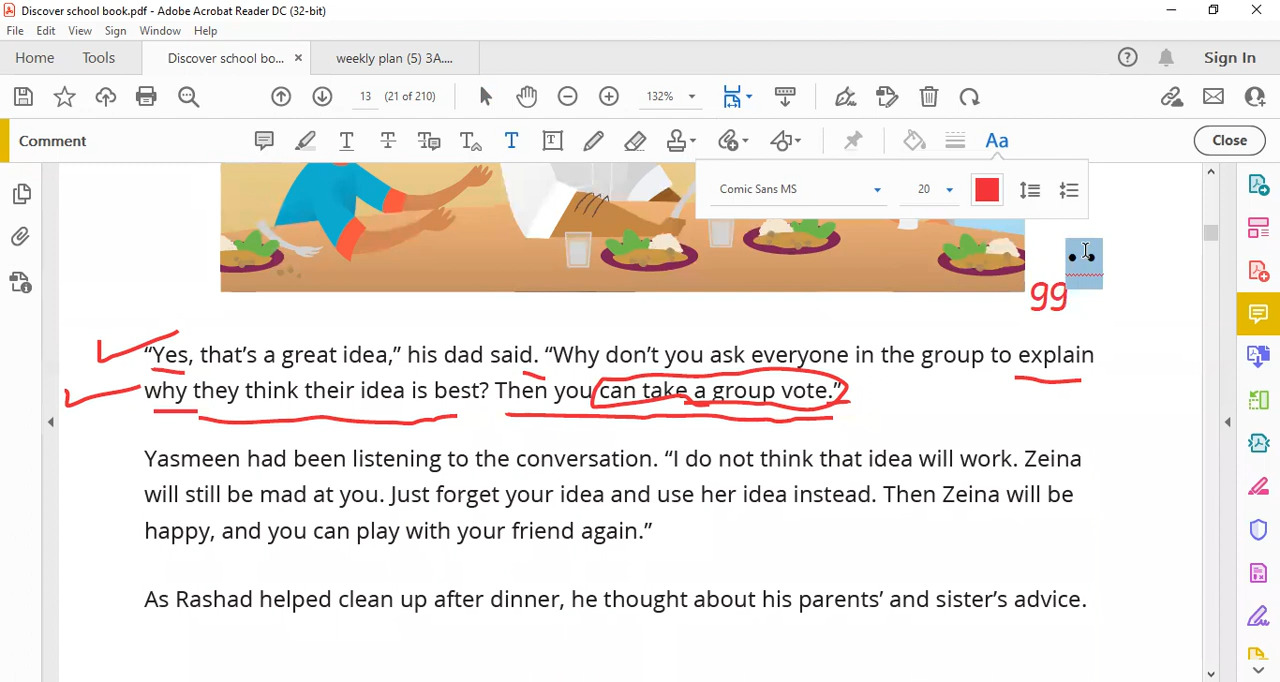 Discover school book.pdf - Adobe Acrobat Reader DC (32-bit)
File Edit View Sign Window Help
Home Tools Discover school bo... × weekly plan (5) 3A.... Sign In
13 (21 of 210) 132%
Comment Close
Comic Sans MS 20
gg
“Yes, that’s a great idea,” his dad said. “Why don’t you ask everyone in the group to explain
why they think their idea is best? Then you can take a group vote.”
Yasmeen had been listening to the conversation. “I do not think that idea will work. Zeina
will still be mad at you. Just forget your idea and use her idea instead. Then Zeina will be
happy, and you can play with your friend again.”
As Rashad helped clean up after dinner, he thought about his parents’ and sister’s advice.